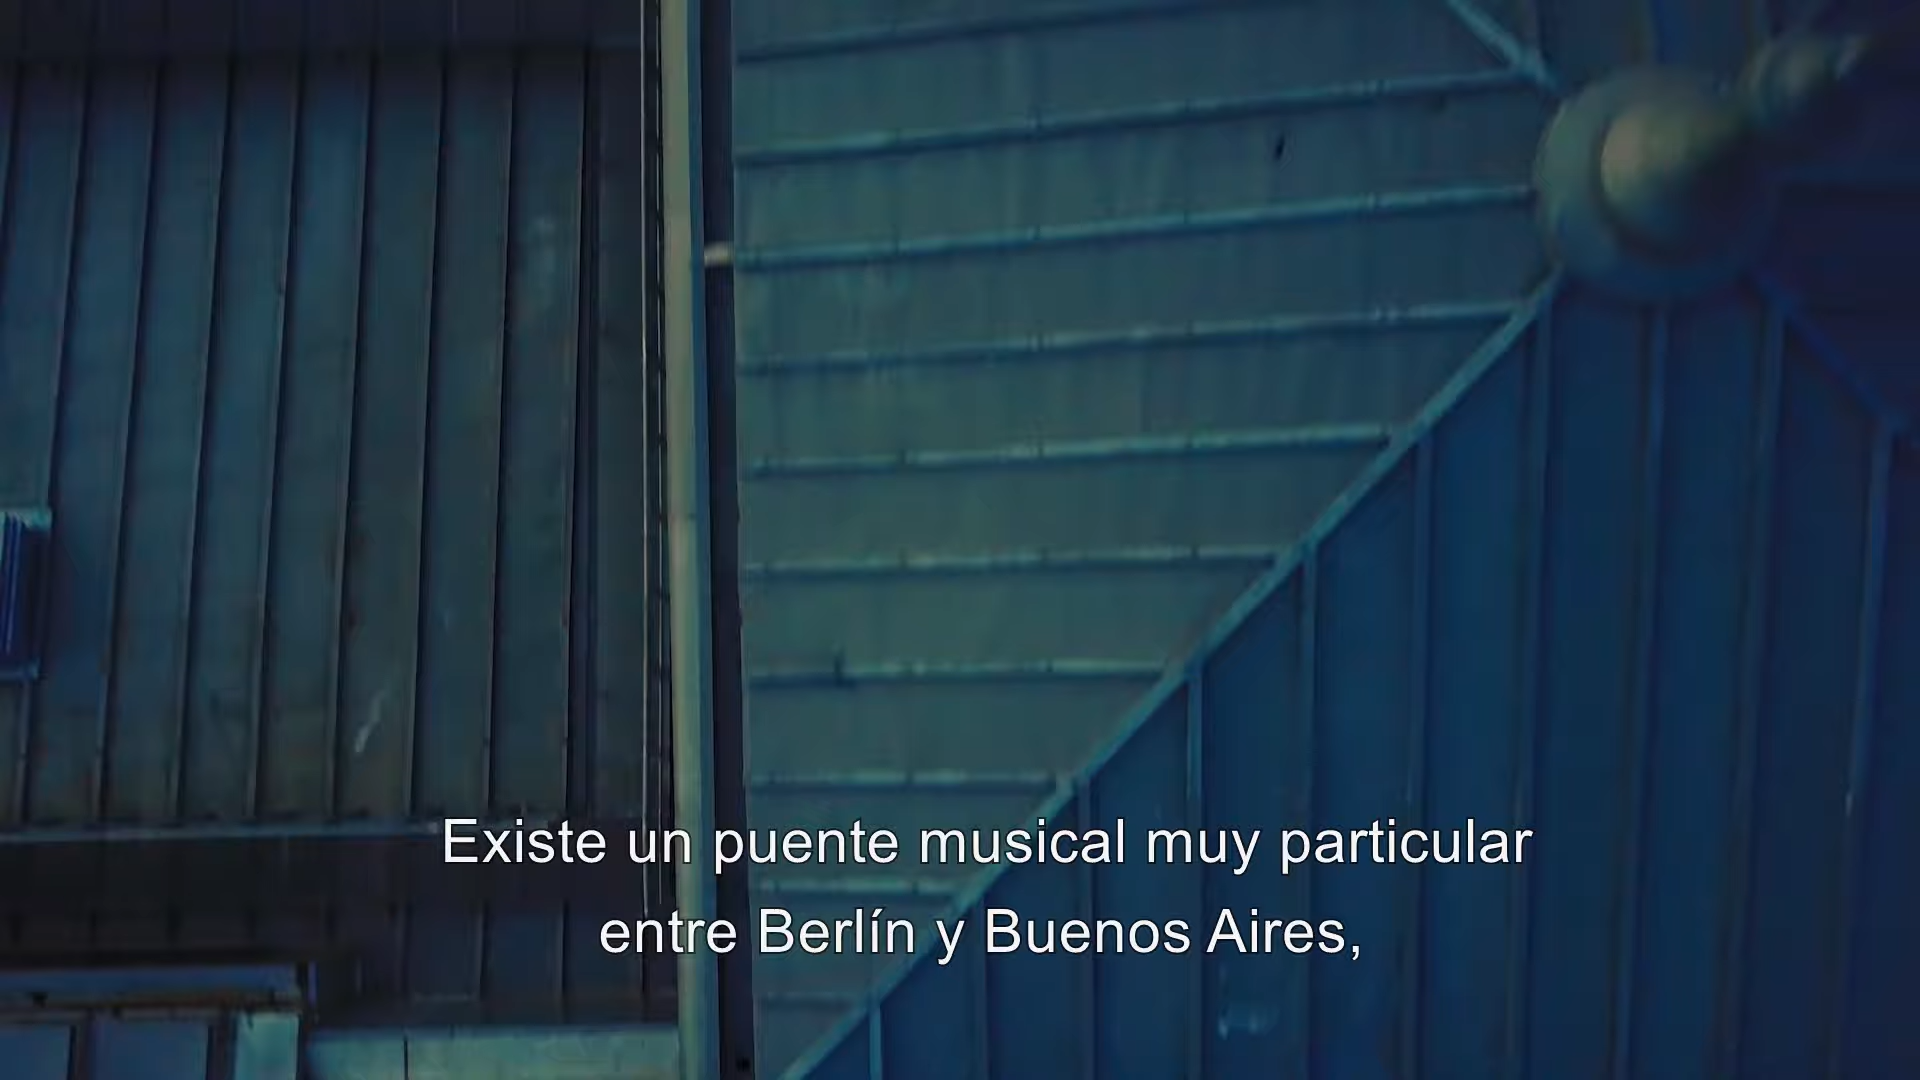 Existe un puente musical muy particular
entre Berlín y Buenos Aires,